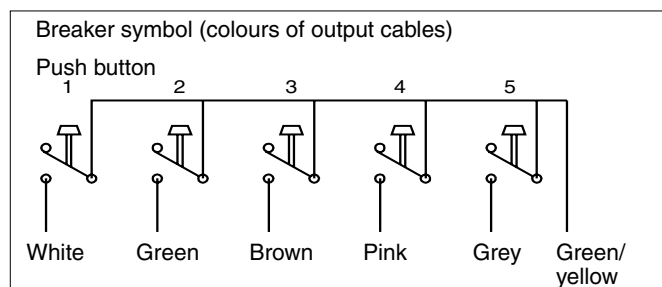 Breaker symbol (colours of output cables)
Push button
1 2 3 4 5
White Green Brown Pink Grey Green/
yellow